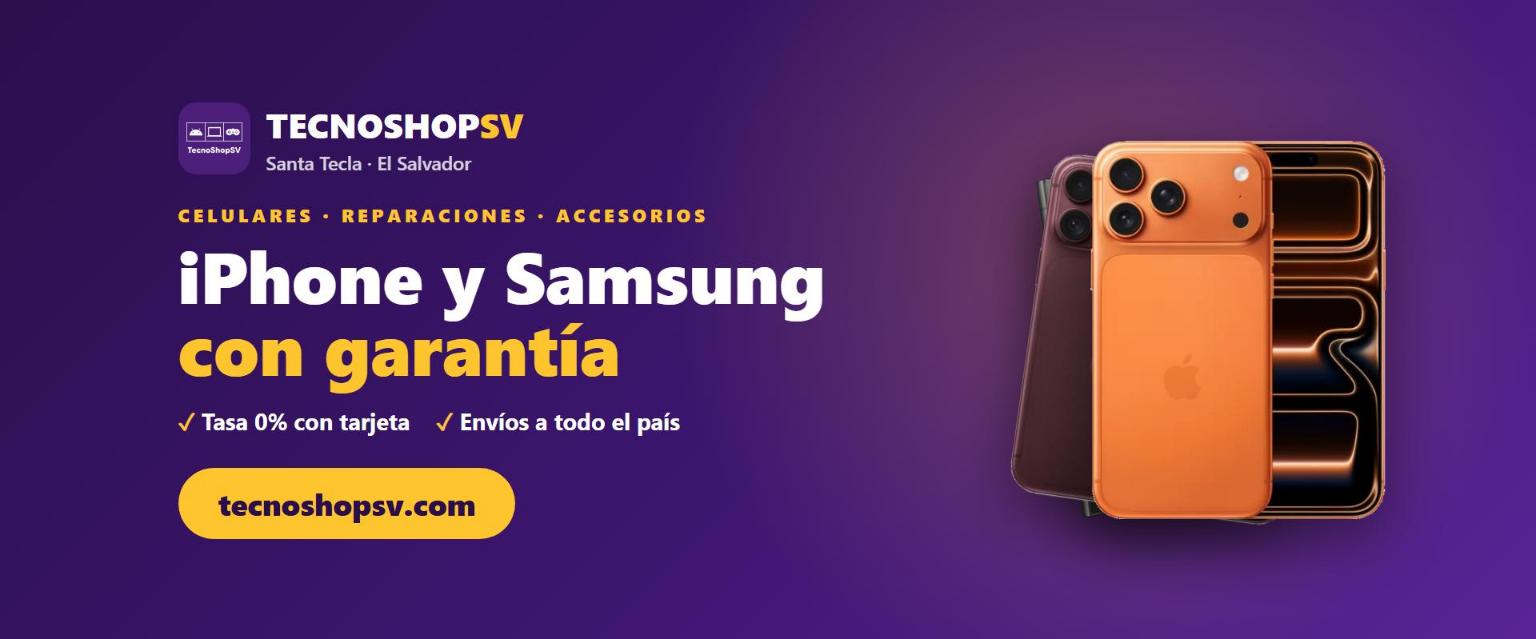 TecnoShopSV
TECNOSHOPSV
Santa Tecla · El Salvador
CELULARES · REPARACIONES · ACCESORIOS
iPhone y Samsung
con garantía
✓ Tasa 0% con tarjeta ✓ Envíos a todo el país
tecnoshopsv.com